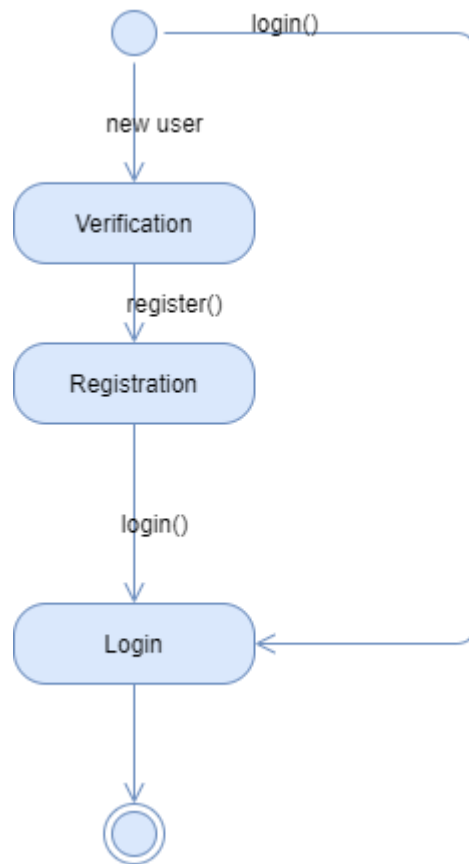 login()
new user
Verification
register()
Registration
login()
Login